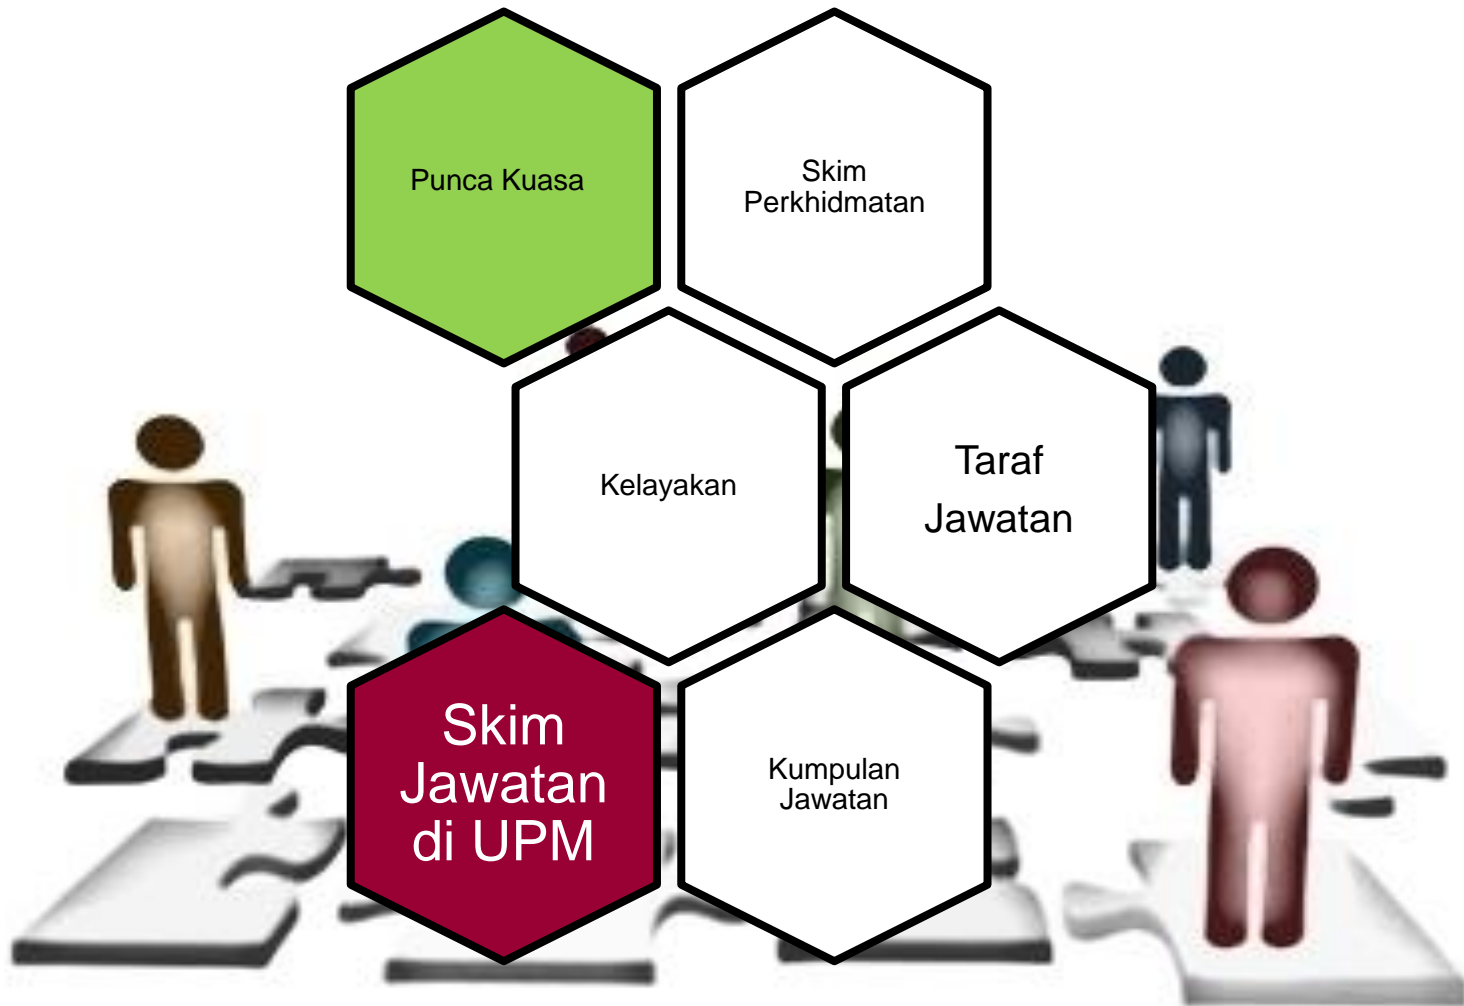 Punca Kuasa
Skim
Perkhidmatan
Kelayakan
Taraf
Jawatan
Skim
Jawatan
di UPM
Kumpulan
Jawatan